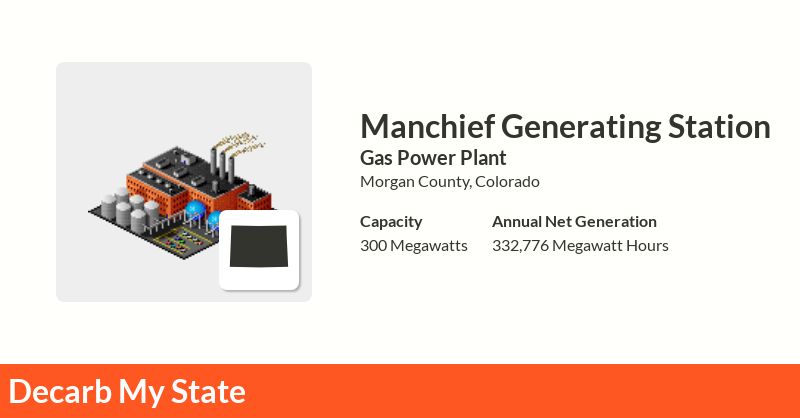 Manchief Generating Station
Gas Power Plant
Morgan County, Colorado
Capacity
300 Megawatts
Annual Net Generation
332,776 Megawatt Hours
Decarb My State